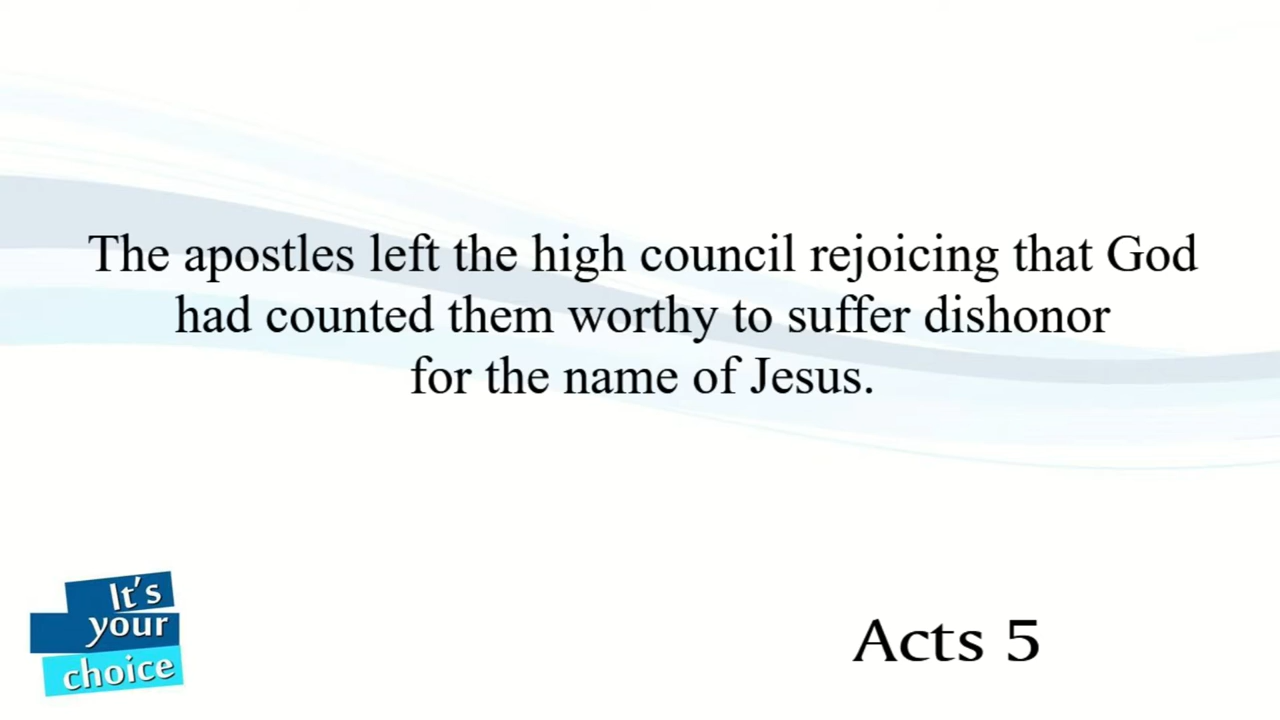 The apostles left the high council rejoicing that God
had counted them worthy to suffer dishonor
for the name of Jesus.
It's
your
choice
Acts 5